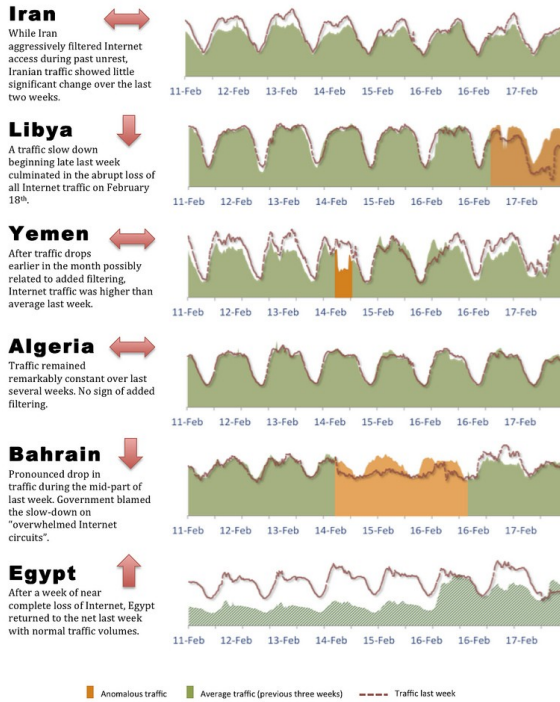 Iran
While Iran
aggressively filtered Internet
access during past unrest,
Iranian traffic showed little
significant change over the last
two weeks.
11-Feb 12-Feb 13-Feb 14-Feb 15-Feb 16-Feb 17-Feb
Libya
A traffic slow down
beginning late last week
culminated in the abrupt loss of
all Internet traffic on February
18th.
11-Feb 12-Feb 13-Feb 14-Feb 15-Feb 16-Feb 16-Feb 17-Feb
Yemen
After traffic drops
earlier in the month possibly
related to added filtering,
Internet traffic was higher than
average last week.
11-Feb 12-Feb 13-Feb 14-Feb 15-Feb 16-Feb 16-Feb 17-Feb
Algeria
Traffic remained
remarkably constant over last
several weeks. No sign of added
filtering.
11-Feb 12-Feb 13-Feb 14-Feb 15-Feb 16-Feb 16-Feb 17-Feb
Bahrain
Pronounced drop in
traffic during the mid-part of
last week. Government blamed
the slow-down on
"overwhelmed Internet
circuits".
11-Feb 12-Feb 13-Feb 14-Feb 15-Feb 16-Feb 16-Feb 17-Feb
Egypt
After a week of near
complete loss of Internet, Egypt
returned to the net last week
with normal traffic volumes.
11-Feb 12-Feb 13-Feb 14-Feb 15-Feb 16-Feb 16-Feb 17-Feb
Anomalous traffic Average traffic (previous three weeks) Traffic last week